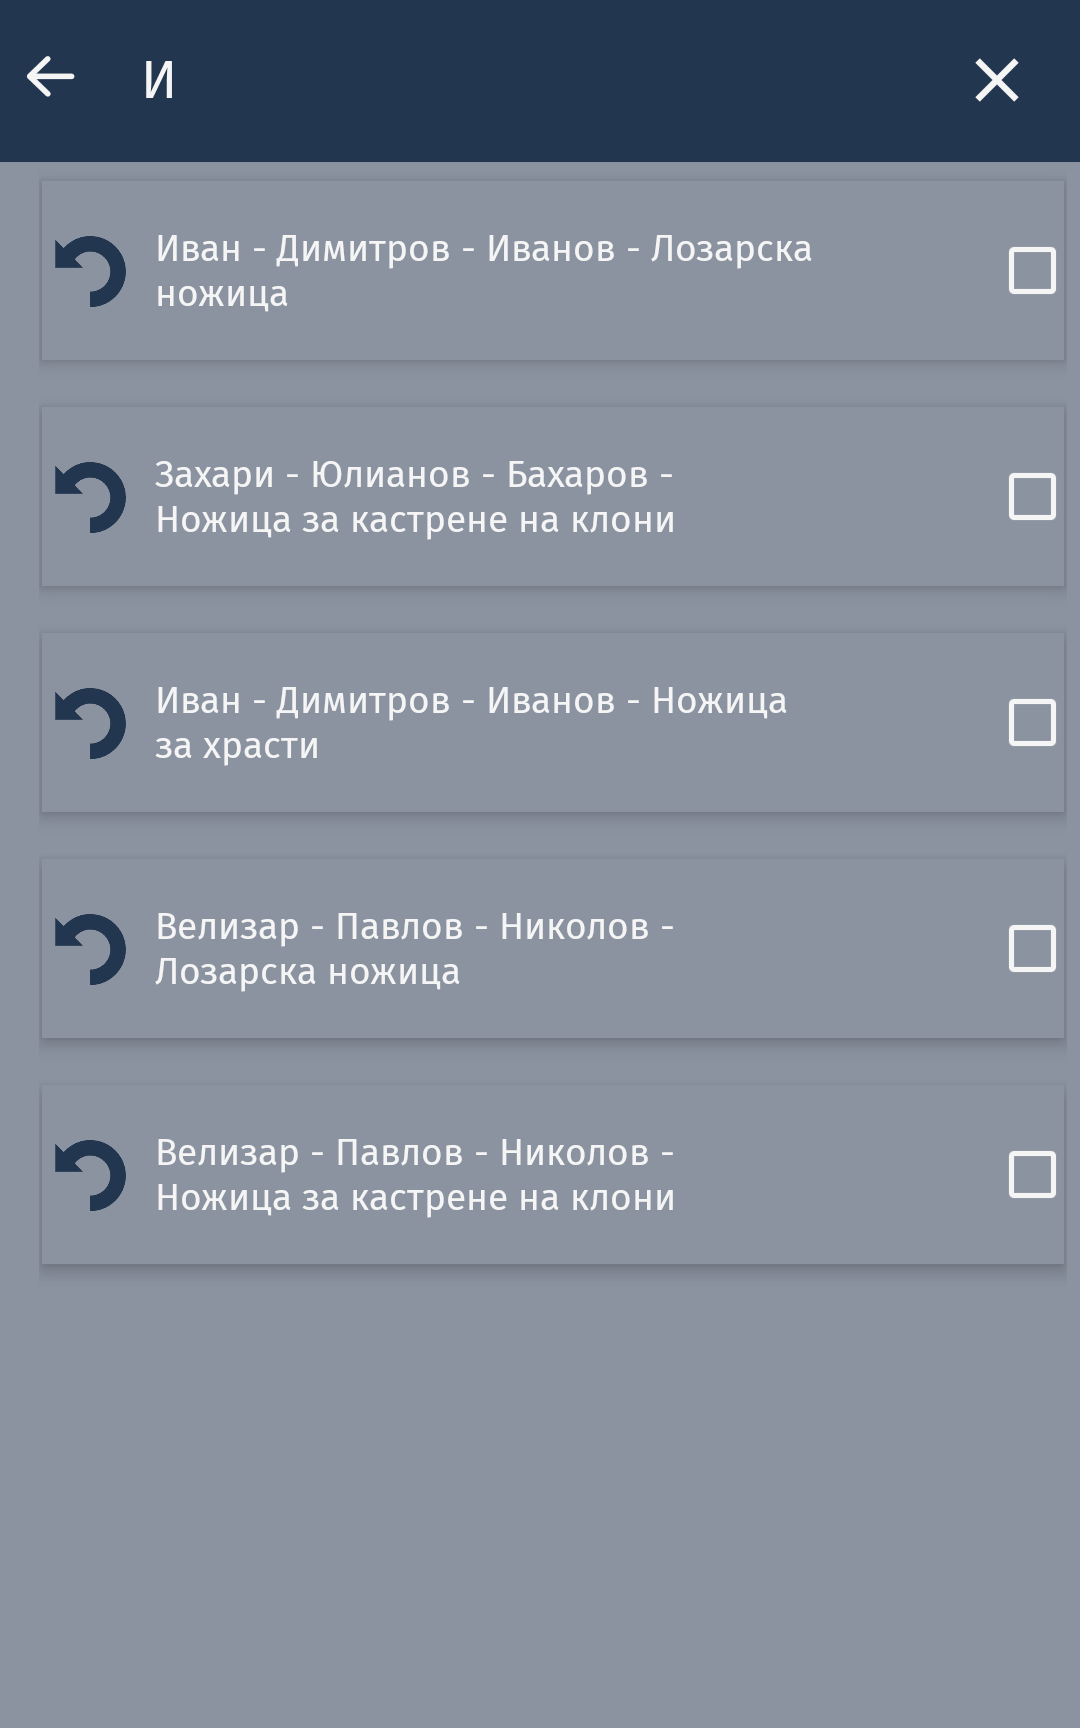 И
Иван - Димитров - Иванов - Лозарска
ножица
Захари - Юлианов - Бахаров -
Ножица за кастрене на клони
Иван - Димитров - Иванов - Ножица
за храсти
Велизар - Павлов - Николов -
Лозарска ножица
Велизар - Павлов - Николов -
Ножица за кастрене на клони